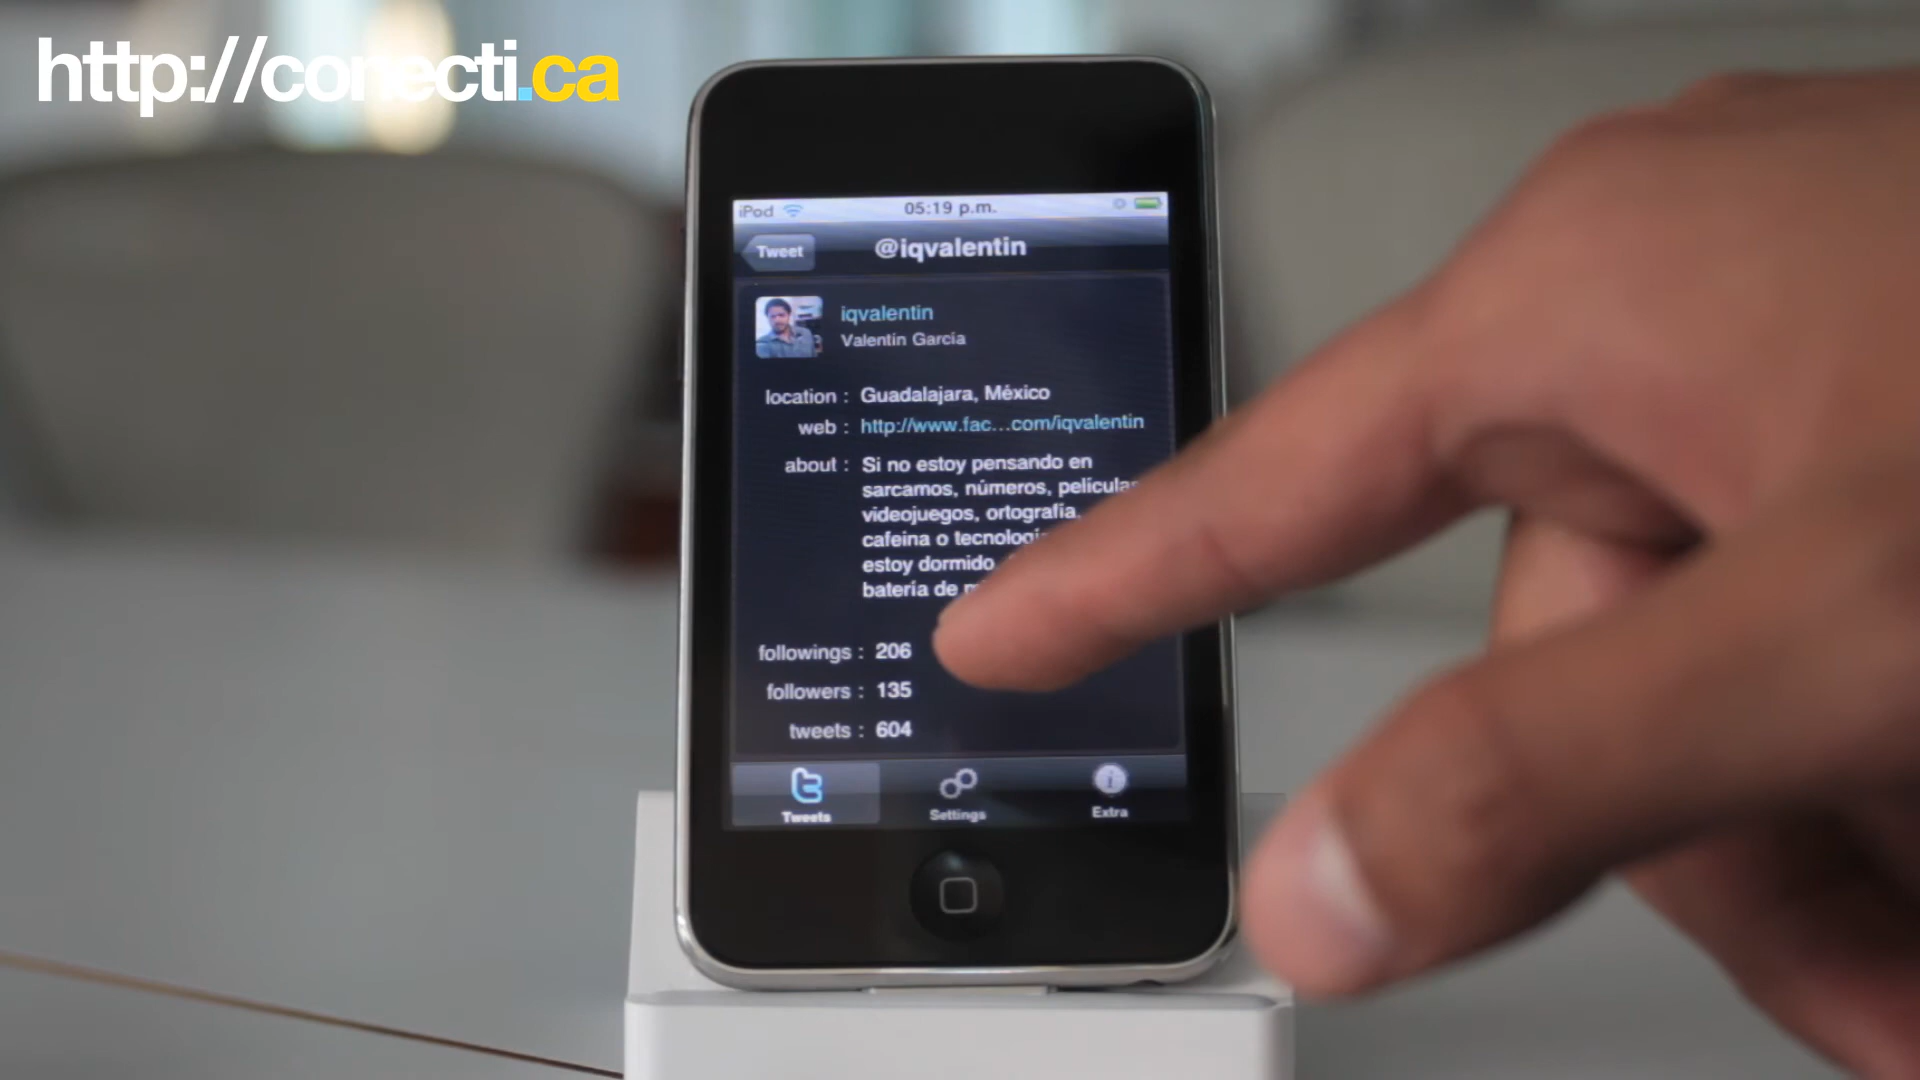 http://conecti.ca
iPod
05:19 p.m.
Tweet
@iqvalentin
iqvalentin
Valentín García
location : Guadalajara, México
web : http://www.fac...com/iqvalentin
about : Si no estoy pensando en
sarcamos, números, películas
videojuegos, ortografía,
cafeina o tecnología
estoy dormido
batería de
followings : 206
followers : 135
tweets : 604
Tweets
Settings
Extra